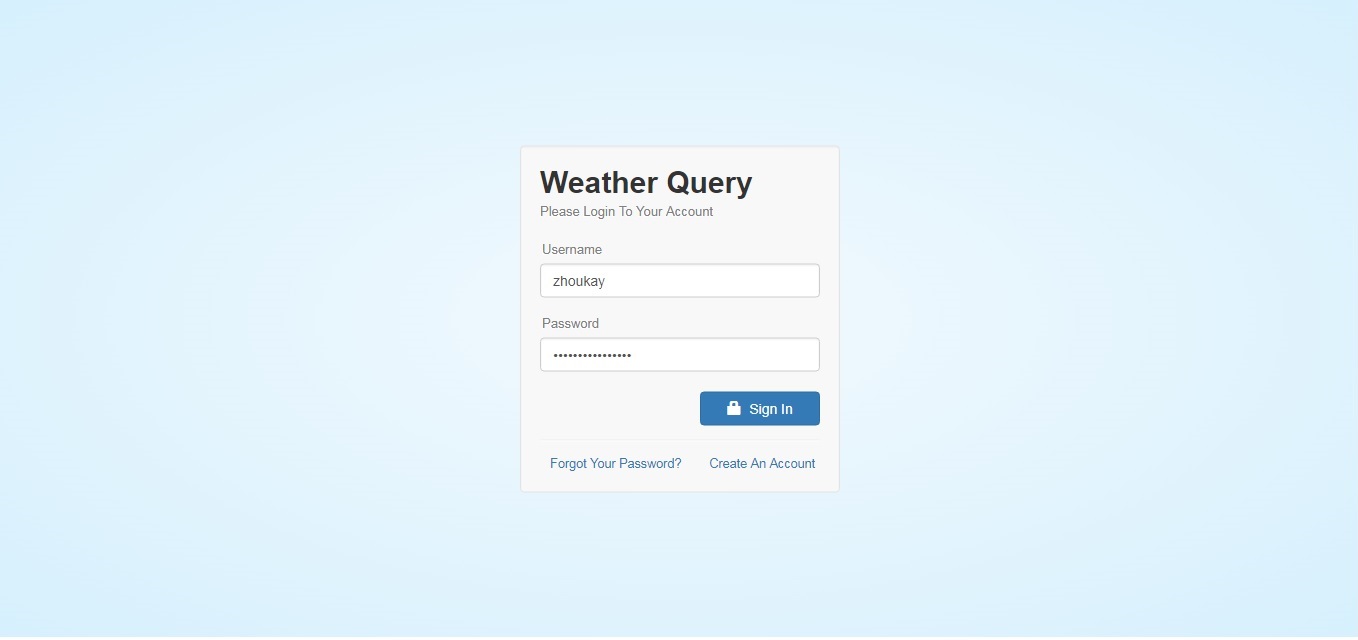 Weather Query
Please Login To Your Account
Username
zhoukay
Password
••••••••••••••••
Sign In
Forgot Your Password? Create An Account